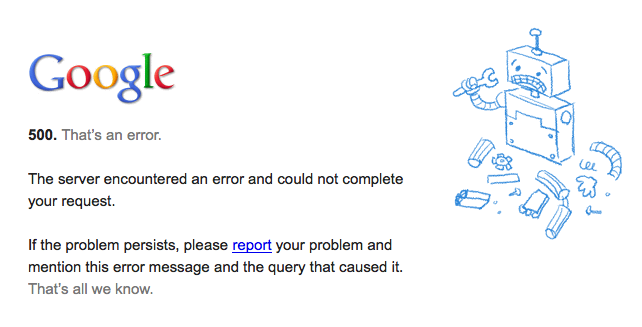 Google
500. That’s an error.
The server encountered an error and could not complete
your request.
If the problem persists, please report your problem and
mention this error message and the query that caused it.
That’s all we know.